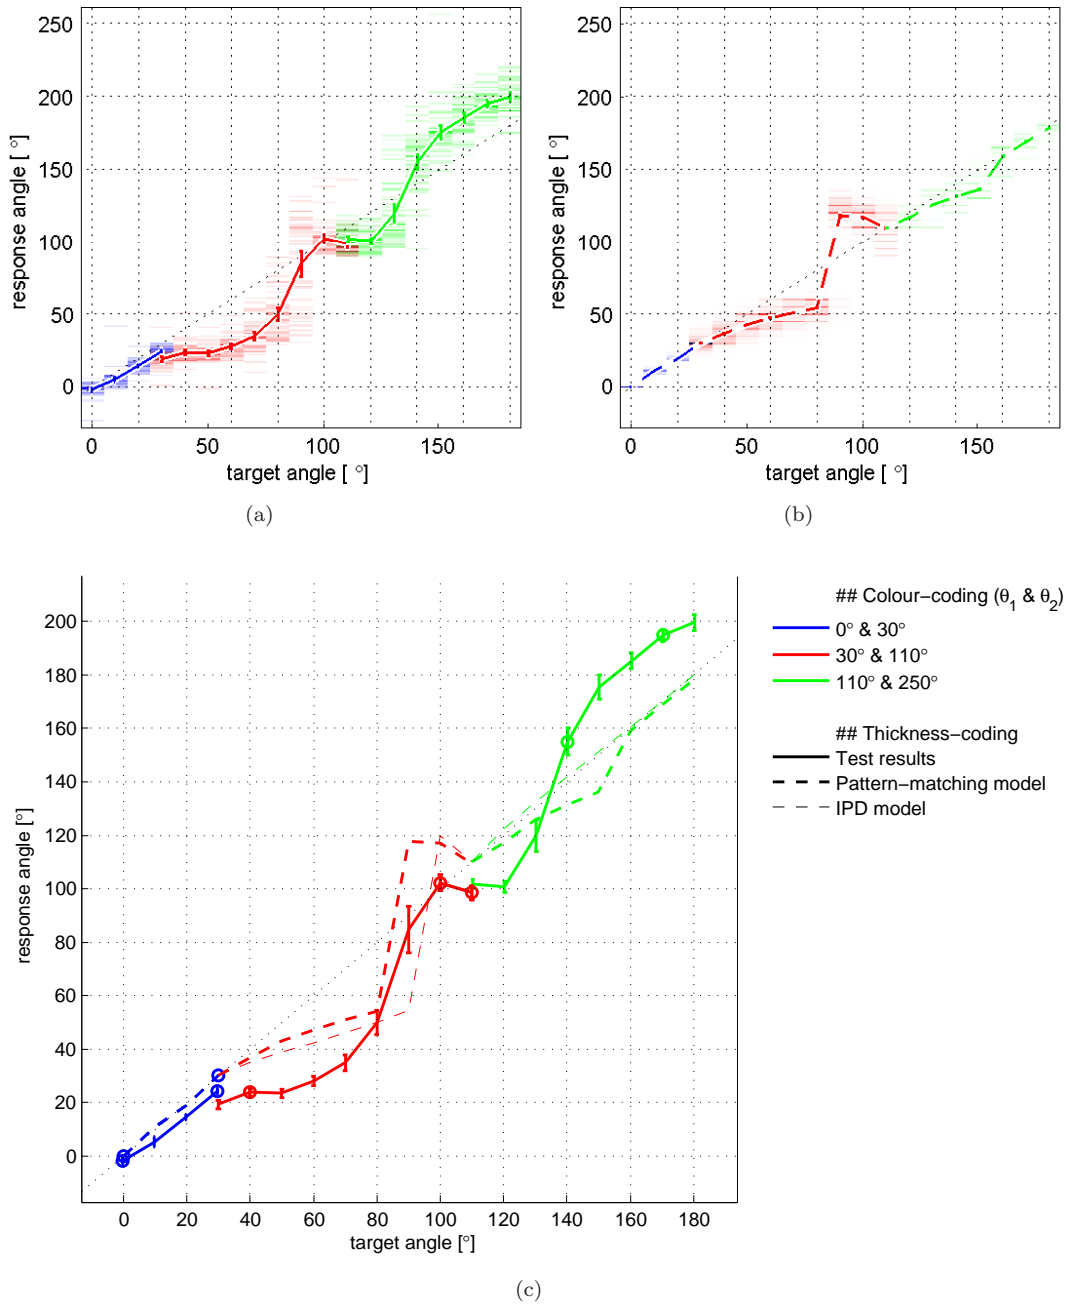 250
200
150
100
50
0
response angle [ °]
0 50 100 150
target angle [ °]
(a)
250
200
150
100
50
0
response angle [ °]
0 50 100 150
target angle [ °]
(b)
200
180
160
140
120
100
80
60
40
20
0
response angle [°]
0 20 40 60 80 100 120 140 160 180
target angle [°]
## Colour−coding (θ1 & θ2)
0° & 30°
30° & 110°
110° & 250°
## Thickness−coding
Test results
Pattern−matching model
IPD model
(c)